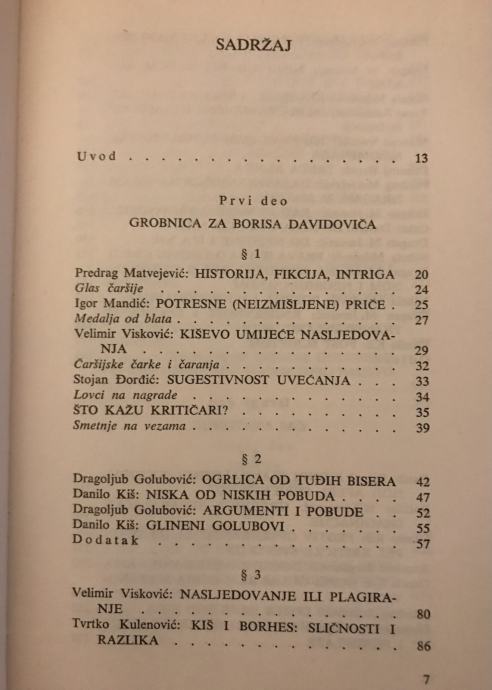 SADRŽAJ
Uvod . . . . . . . . . . . . . . . . . 13
Prvi deo
GROBNICA ZA BORISA DAVIDOVIČA
§ 1
Predrag Matvejević: HISTORIJA, FIKCIJA, INTRIGA 20
Glas čaršije . . . . . . . . . . . . . . 24
Igor Mandić: POTRESNE (NEIZMIŠLJENE) PRIČE . 25
Medalja od blata . . . . . . . . . . . . . 27
Velimir Visković: KIŠEVO UMIJEĆE NASLJEDOVA-
NJA . . . . . . . . . . . . . . . 29
Čaršijske čarke i čaranja . . . . . . . . . . 32
Stojan Đorđić: SUGESTIVNOST UVEĆANJA . . . 33
Lovci na nagrade . . . . . . . . . . . . . 34
ŠTO KAŽU KRITIČARI? . . . . . . . . . . 35
Smetnje na vezama . . . . . . . . . . . . 39
§ 2
Dragoljub Golubović: OGRLICA OD TUĐIH BISERA 42
Danilo Kiš: NISKA OD NISKIH POBUDA . . . . 47
Dragoljub Golubović: ARGUMENTI I POBUDE . . 52
Danilo Kiš: GLINENI GOLUBOVI . . . . . . . 55
Dodatak . . . . . . . . . . . . . . . 57
§ 3
Velimir Visković: NASLJEDOVANJE ILI PLAGIRA-
NJE . . . . . . . . . . . . . . . 80
Tvrtko Kulenović: KIŠ I BORHES: SLIČNOSTI I
RAZLIKA . . . . . . . . . . . . . 86
7